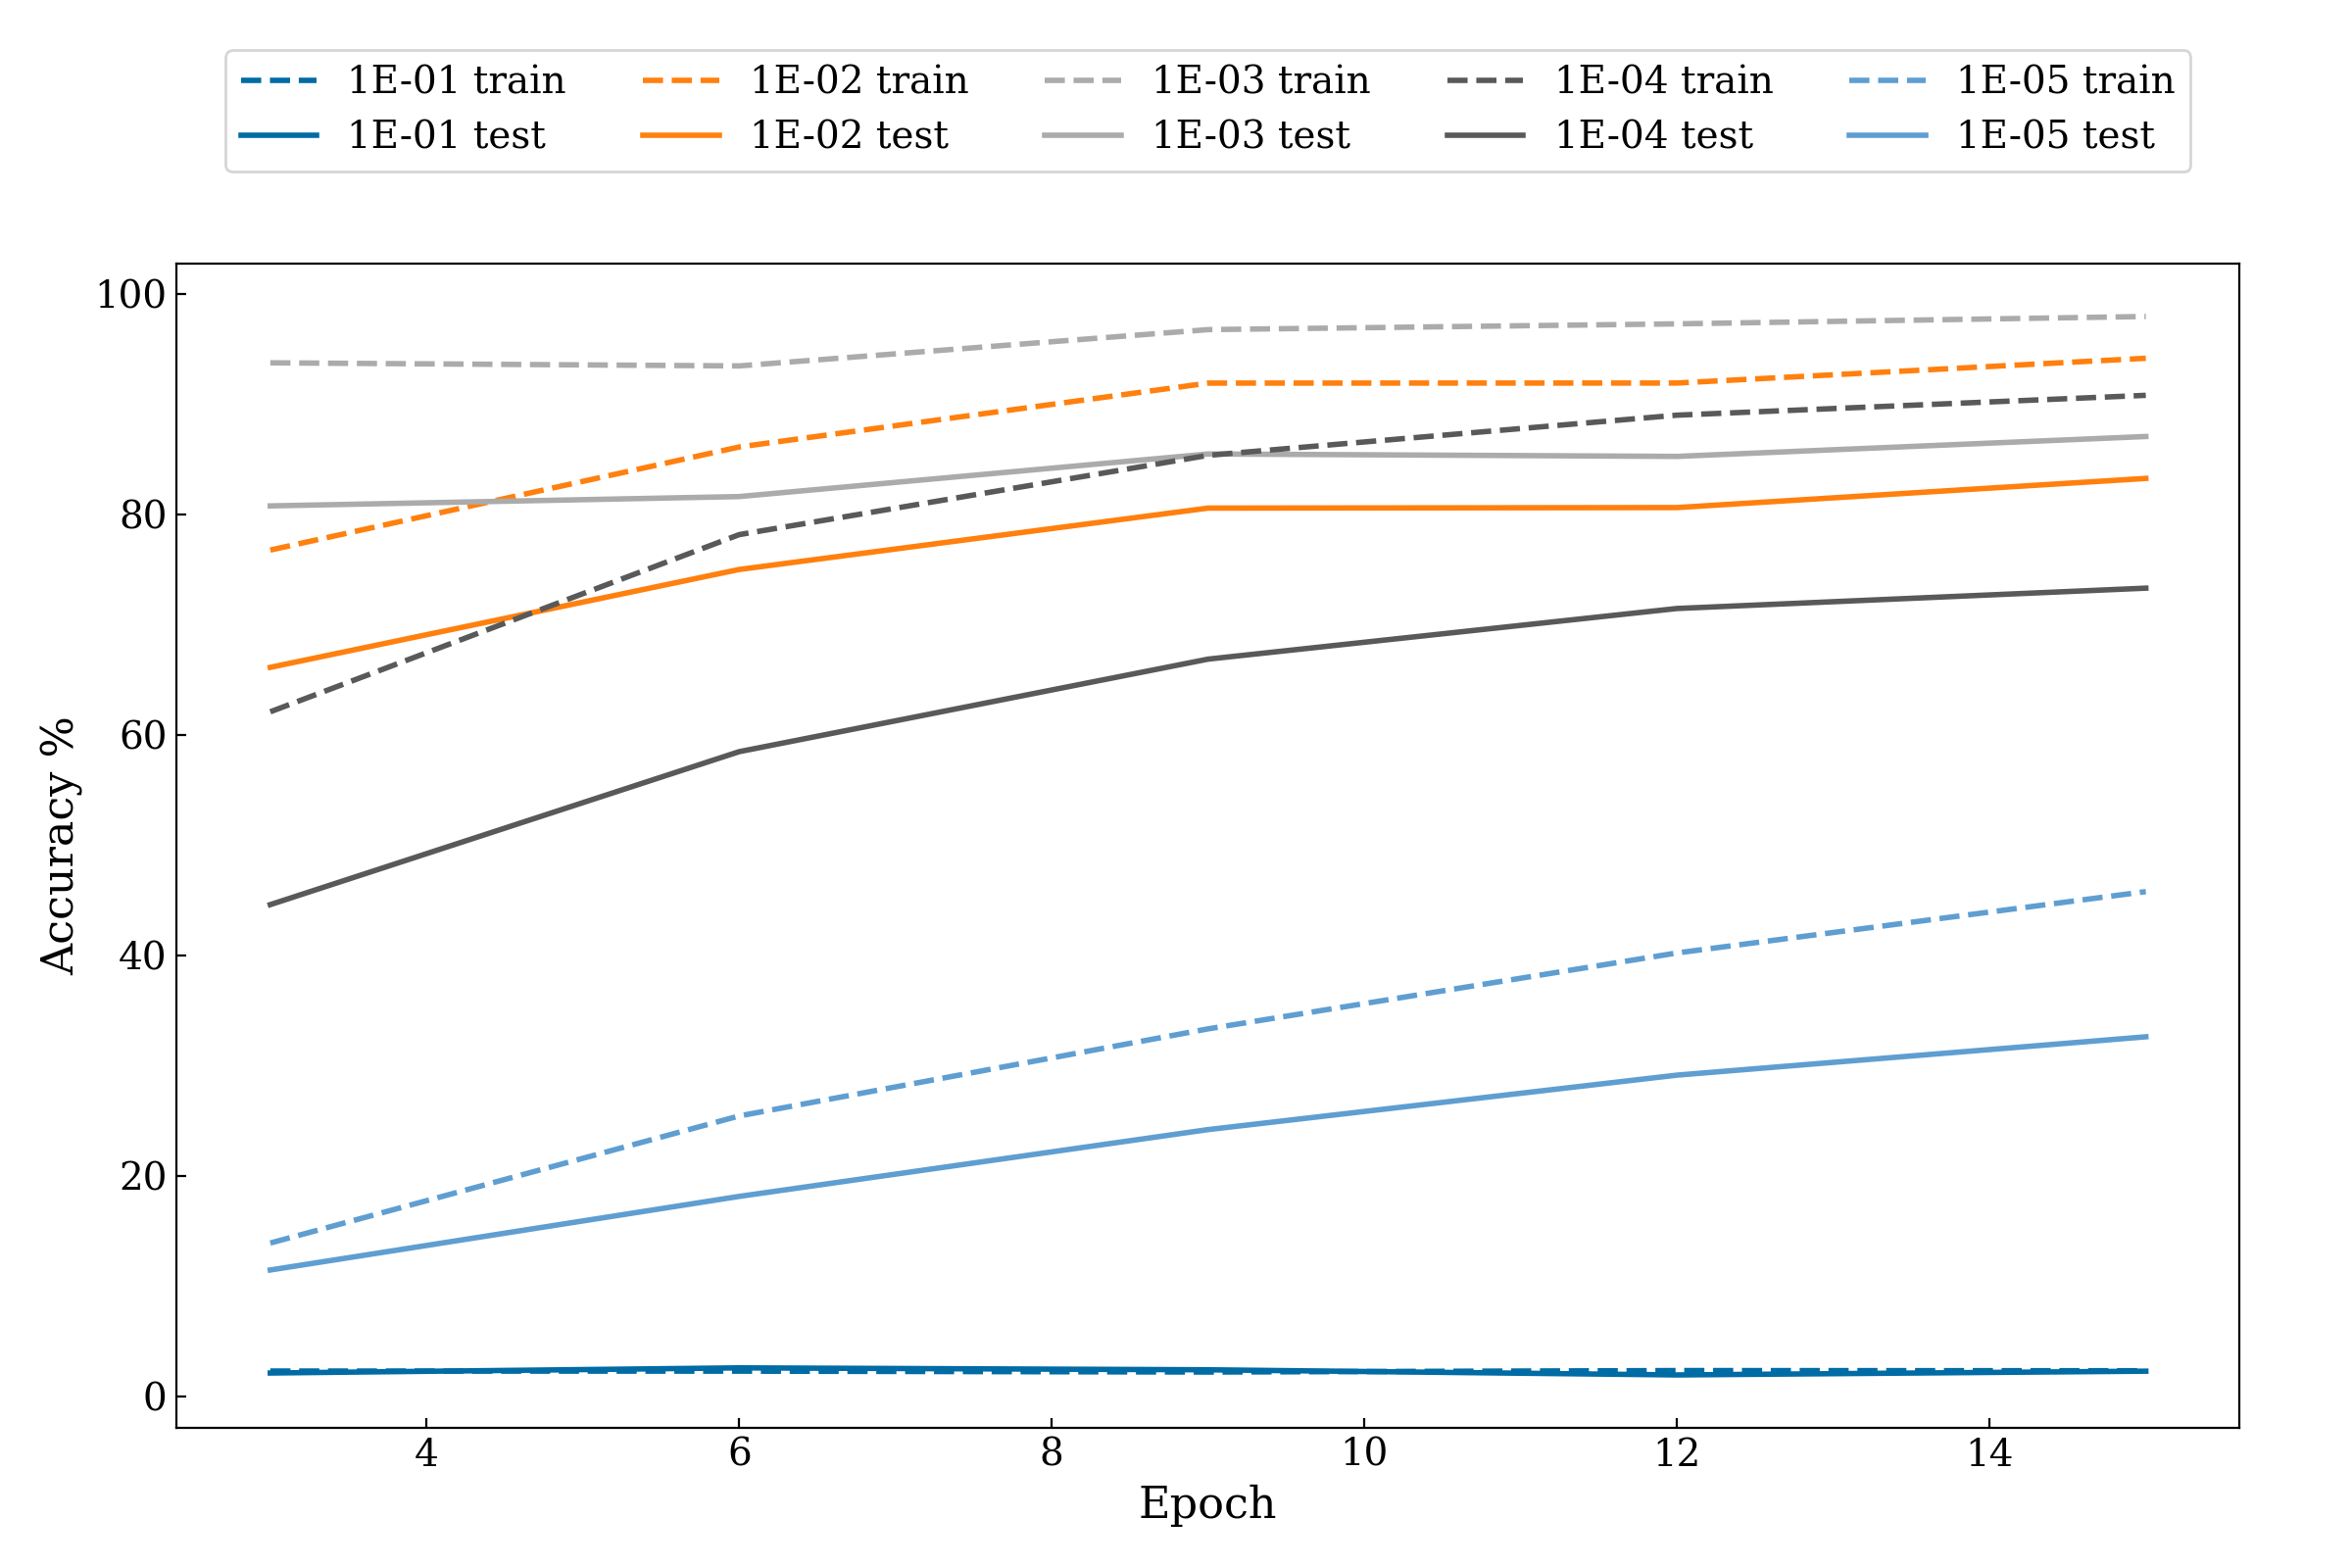 1E-01 train 1E-02 train 1E-03 train 1E-04 train 1E-05 train
1E-01 test 1E-02 test 1E-03 test 1E-04 test 1E-05 test
100
80
60
40
20
0
Accuracy %
4 6 8 10 12 14
Epoch